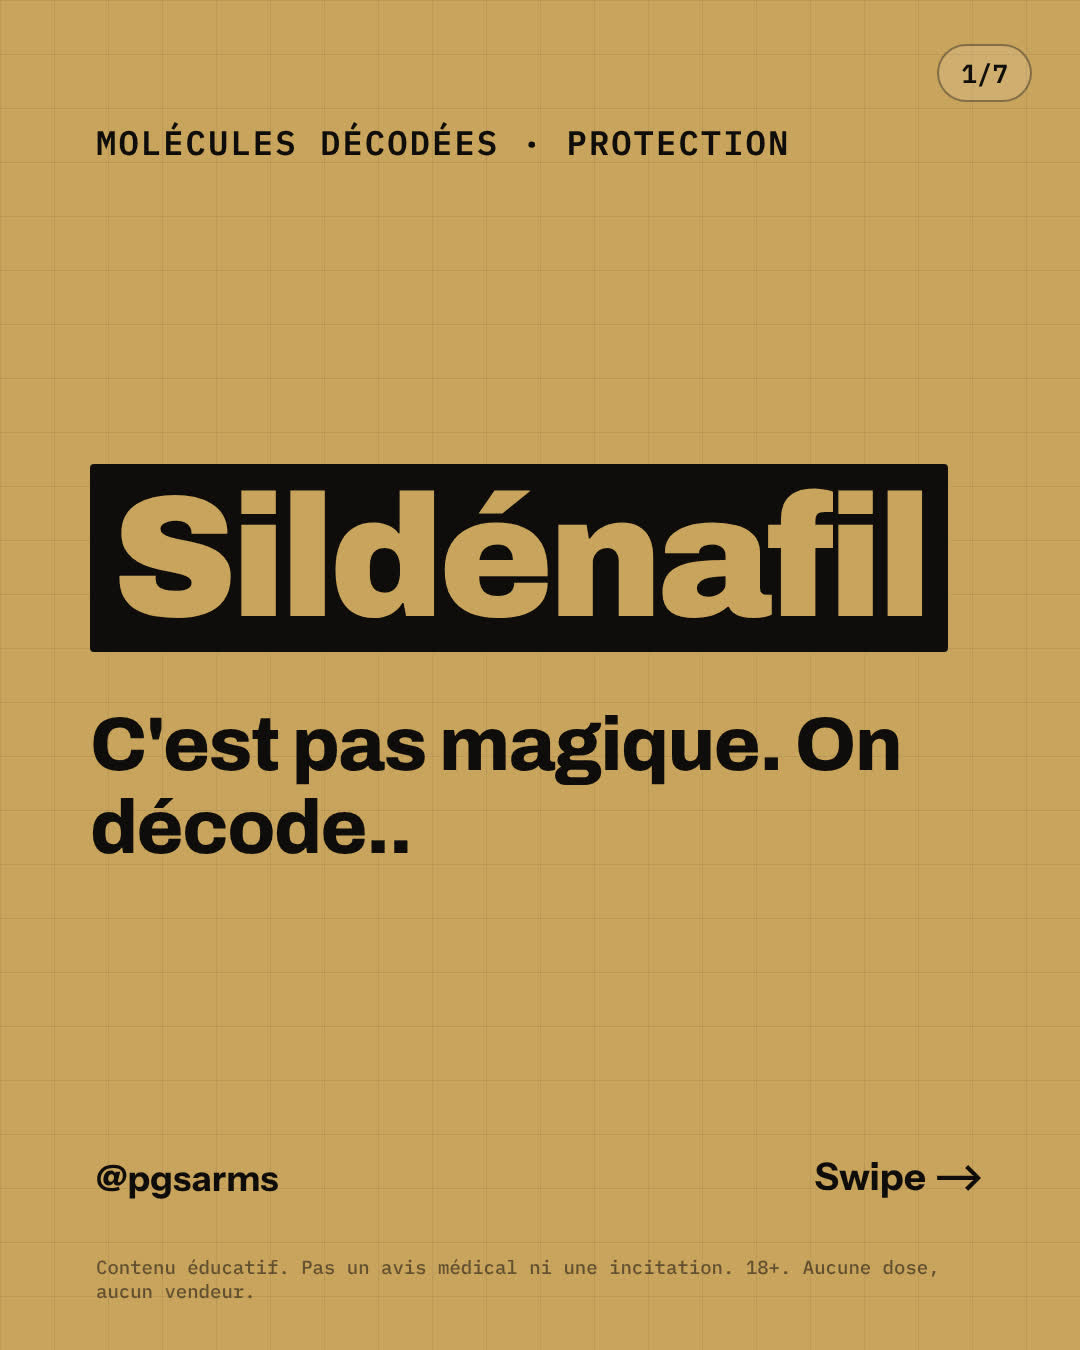 1/7
MOLÉCULES DÉCODÉES · PROTECTION
Sildénafil
C'est pas magique. On
décode..
@pgsarms
Swipe →
Contenu éducatif. Pas un avis médical ni une incitation. 18+. Aucune dose,
aucun vendeur.